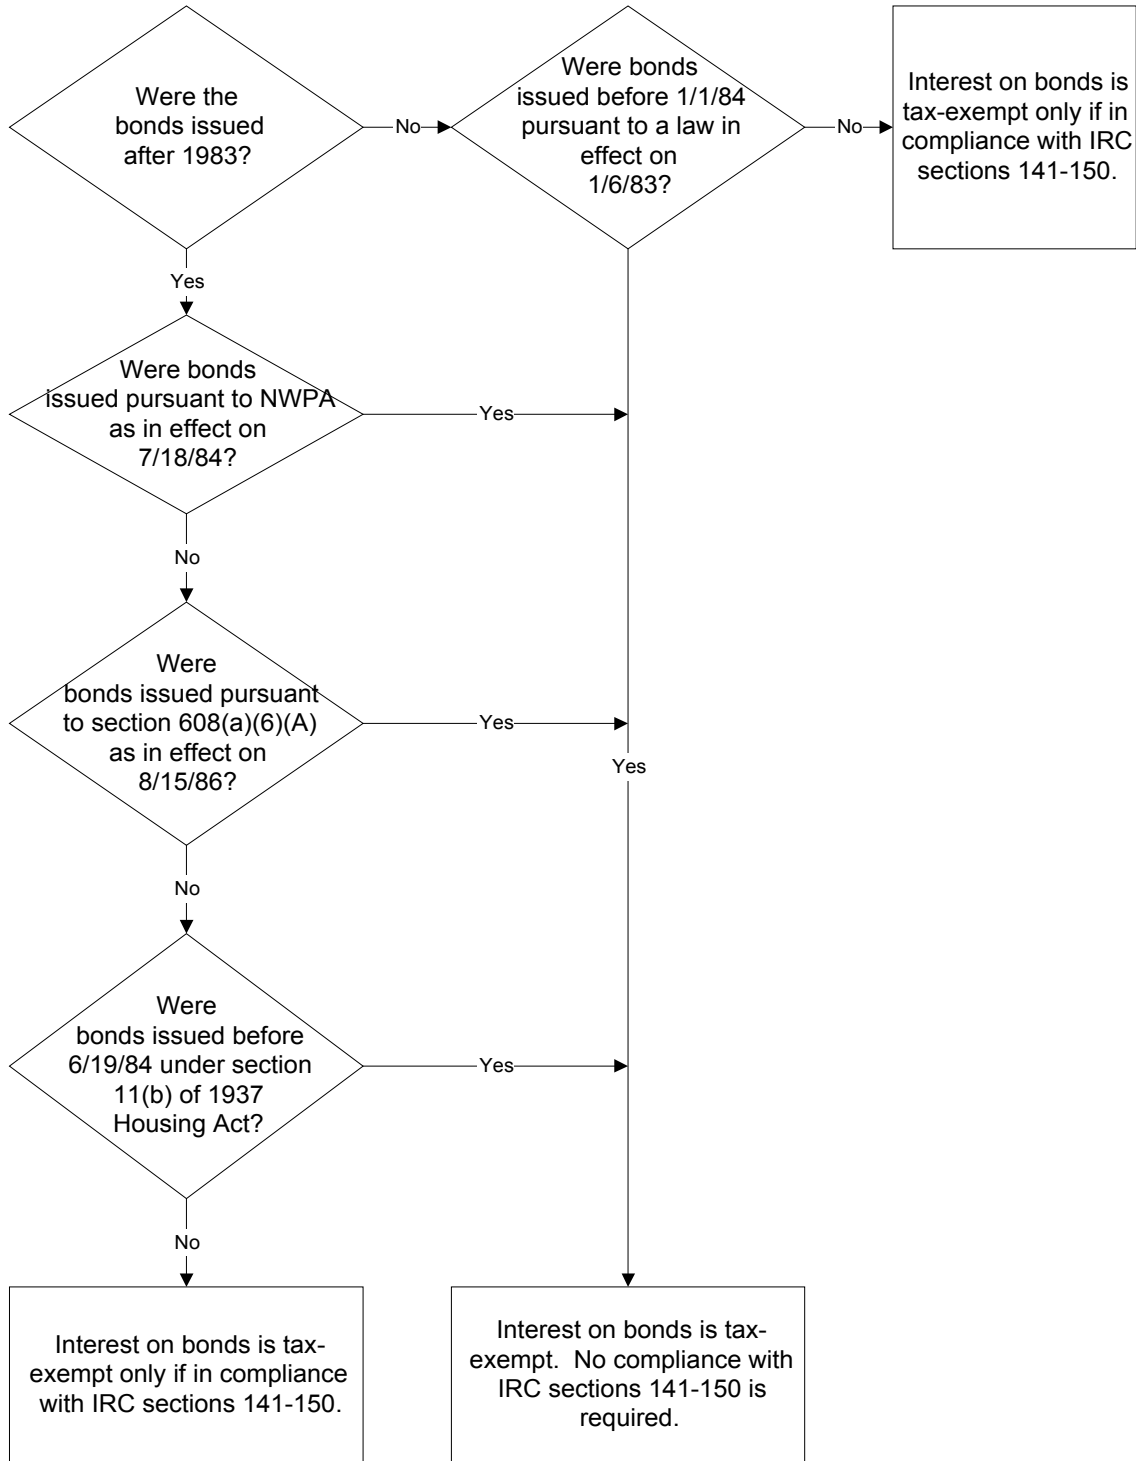 Were the
bonds issued
after 1983?
No
Were bonds
issued before 1/1/84
pursuant to a law in
effect on
1/6/83?
No
Interest on bonds is
tax-exempt only if in
compliance with IRC
sections 141-150.
Yes
Were bonds
issued pursuant to NWPA
as in effect on
7/18/84?
Yes
No
Were
bonds issued pursuant
to section 608(a)(6)(A)
as in effect on
8/15/86?
Yes
Yes
No
Were
bonds issued before
6/19/84 under section
11(b) of 1937
Housing Act?
Yes
No
Interest on bonds is tax-
exempt only if in compliance
with IRC sections 141-150.
Interest on bonds is tax-
exempt.  No compliance with
IRC sections 141-150 is
required.